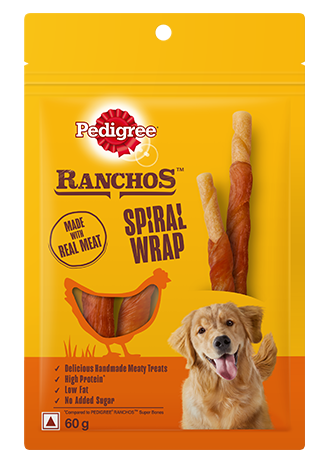 Pedigree
RANCHOS™
MADE
WITH
REAL MEAT
SPIRAL
WRAP
✓ Delicious Handmade Meaty Treats
✓ High Protein*
✓ Low Fat
✓ No Added Sugar
*Compared to PEDIGREE® RANCHOS™ Super Bones
60 g